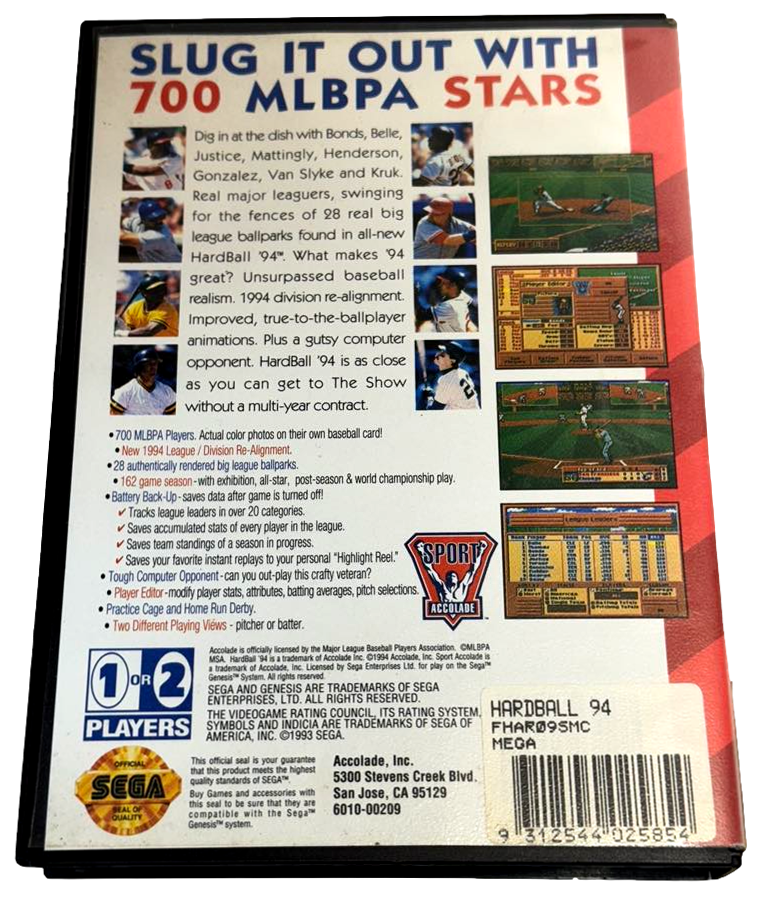 SLUG IT OUT WITH
700 MLBPA STARS
Dig in at the dish with Bonds, Belle,
Justice, Mattingly, Henderson,
Gonzalez, Van Slyke and Kruk.
Real major leaguers, swinging
for the fences of 28 real big
league ballparks found in all-new
HardBall '94™. What makes '94
great? Unsurpassed baseball
realism. 1994 division re-alignment.
Improved, true-to-the-ballplayer
animations. Plus a gutsy computer
opponent. HardBall '94 is as close
as you can get to The Show
without a multi-year contract.
• 700 MLBPA Players. Actual color photos on their own baseball card!
• New 1994 League / Division Re-Alignment.
• 28 authentically rendered big league ballparks.
• 162 game season - with exhibition, all-star, post-season & world championship play.
• Battery Back-Up - saves data after game is turned off!
✓ Tracks league leaders in over 20 categories.
✓ Saves accumulated stats of every player in the league.
✓ Saves team standings of a season in progress.
✓ Saves your favorite instant replays to your personal "Highlight Reel."
• Tough Computer Opponent - can you out-play this crafty veteran?
• Player Editor - modify player stats, attributes, batting averages, pitch selections.
• Practice Cage and Home Run Derby.
• Two Different Playing Views - pitcher or batter.
Player Editor
League Leaders
SPORT
ACCOLADE
™
1 OR 2
PLAYERS
Accolade is officially licensed by the Major League Baseball Players Association. ©MLBPA
MSA. HardBall '94 is a trademark of Accolade Inc. ©1994 Accolade, Inc. Sport Accolade is
a trademark of Accolade, Inc. Licensed by Sega Enterprises Ltd. for play on the Sega™
Genesis™ System. All rights reserved.
SEGA AND GENESIS ARE TRADEMARKS OF SEGA
ENTERPRISES, LTD. ALL RIGHTS RESERVED.
THE VIDEOGAME RATING COUNCIL, ITS RATING SYSTEM,
SYMBOLS AND INDICIA ARE TRADEMARKS OF SEGA OF
AMERICA, INC. ©1993 SEGA.
OFFICIAL
SEGA
SEAL OF
QUALITY
This official seal is your guarantee
that this product meets the highest
quality standards of SEGA™.
Buy Games and accessories with
this seal to be sure that they are
compatible with the Sega™
Genesis™ system.
Accolade, Inc.
5300 Stevens Creek Blvd.
San Jose, CA 95129
6010-00209
HARDBALL 94
FHAR095MC
MEGA
9 312544 025854